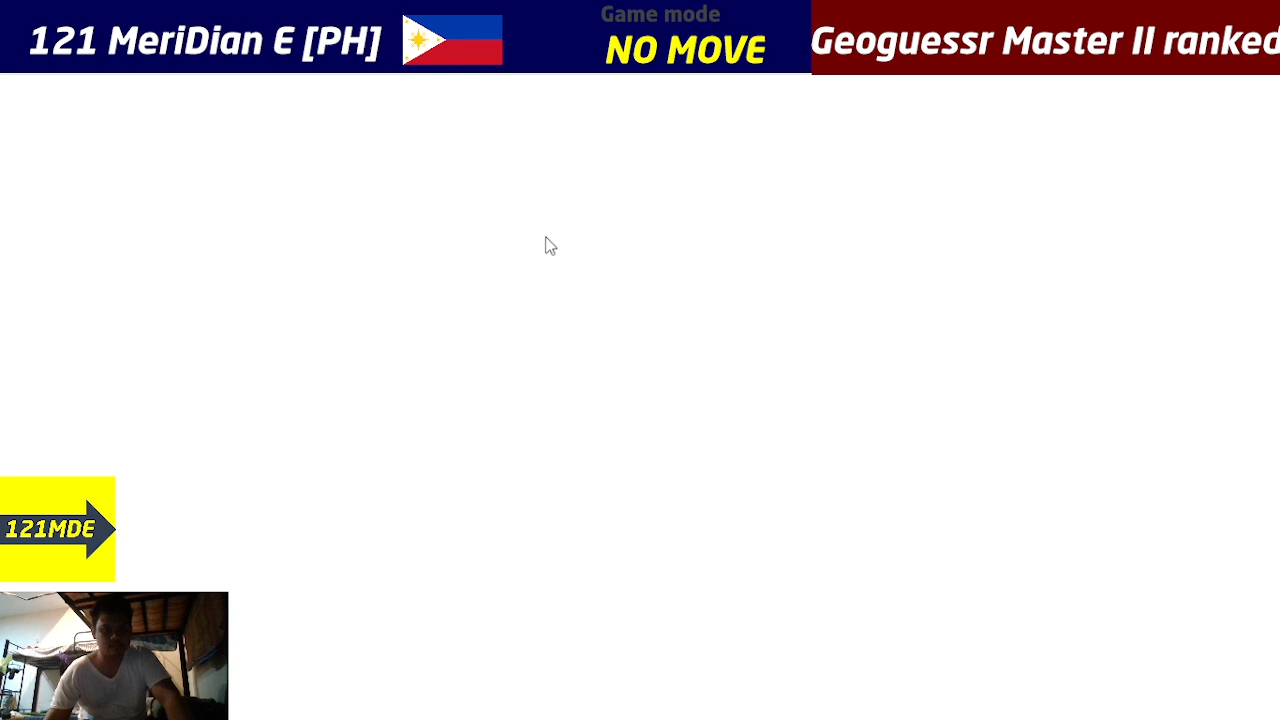 121 MeriDian E [PH]
Game mode
NO MOVE
Geoguessr Master II ranked
121MDE